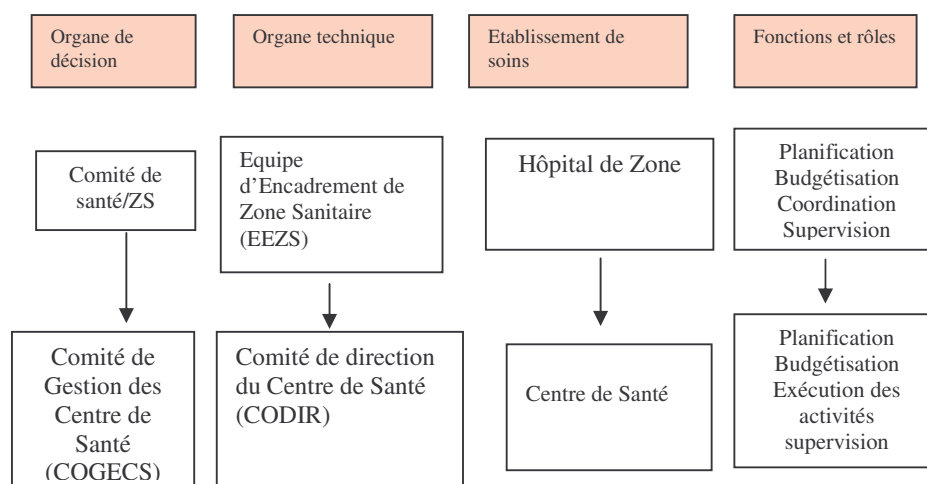 Organe de
décision
Organe technique
Etablissement de
soins
Fonctions et rôles
Comité de
santé/ZS
Equipe
d’Encadrement de
Zone Sanitaire
(EEZS)
Hôpital de Zone
Planification
Budgétisation
Coordination
Supervision
Comité de
Gestion des
Centre de
Santé
(COGECS)
Comité de direction
du Centre de Santé
(CODIR)
Centre de Santé
Planification
Budgétisation
Exécution des
activités
supervision